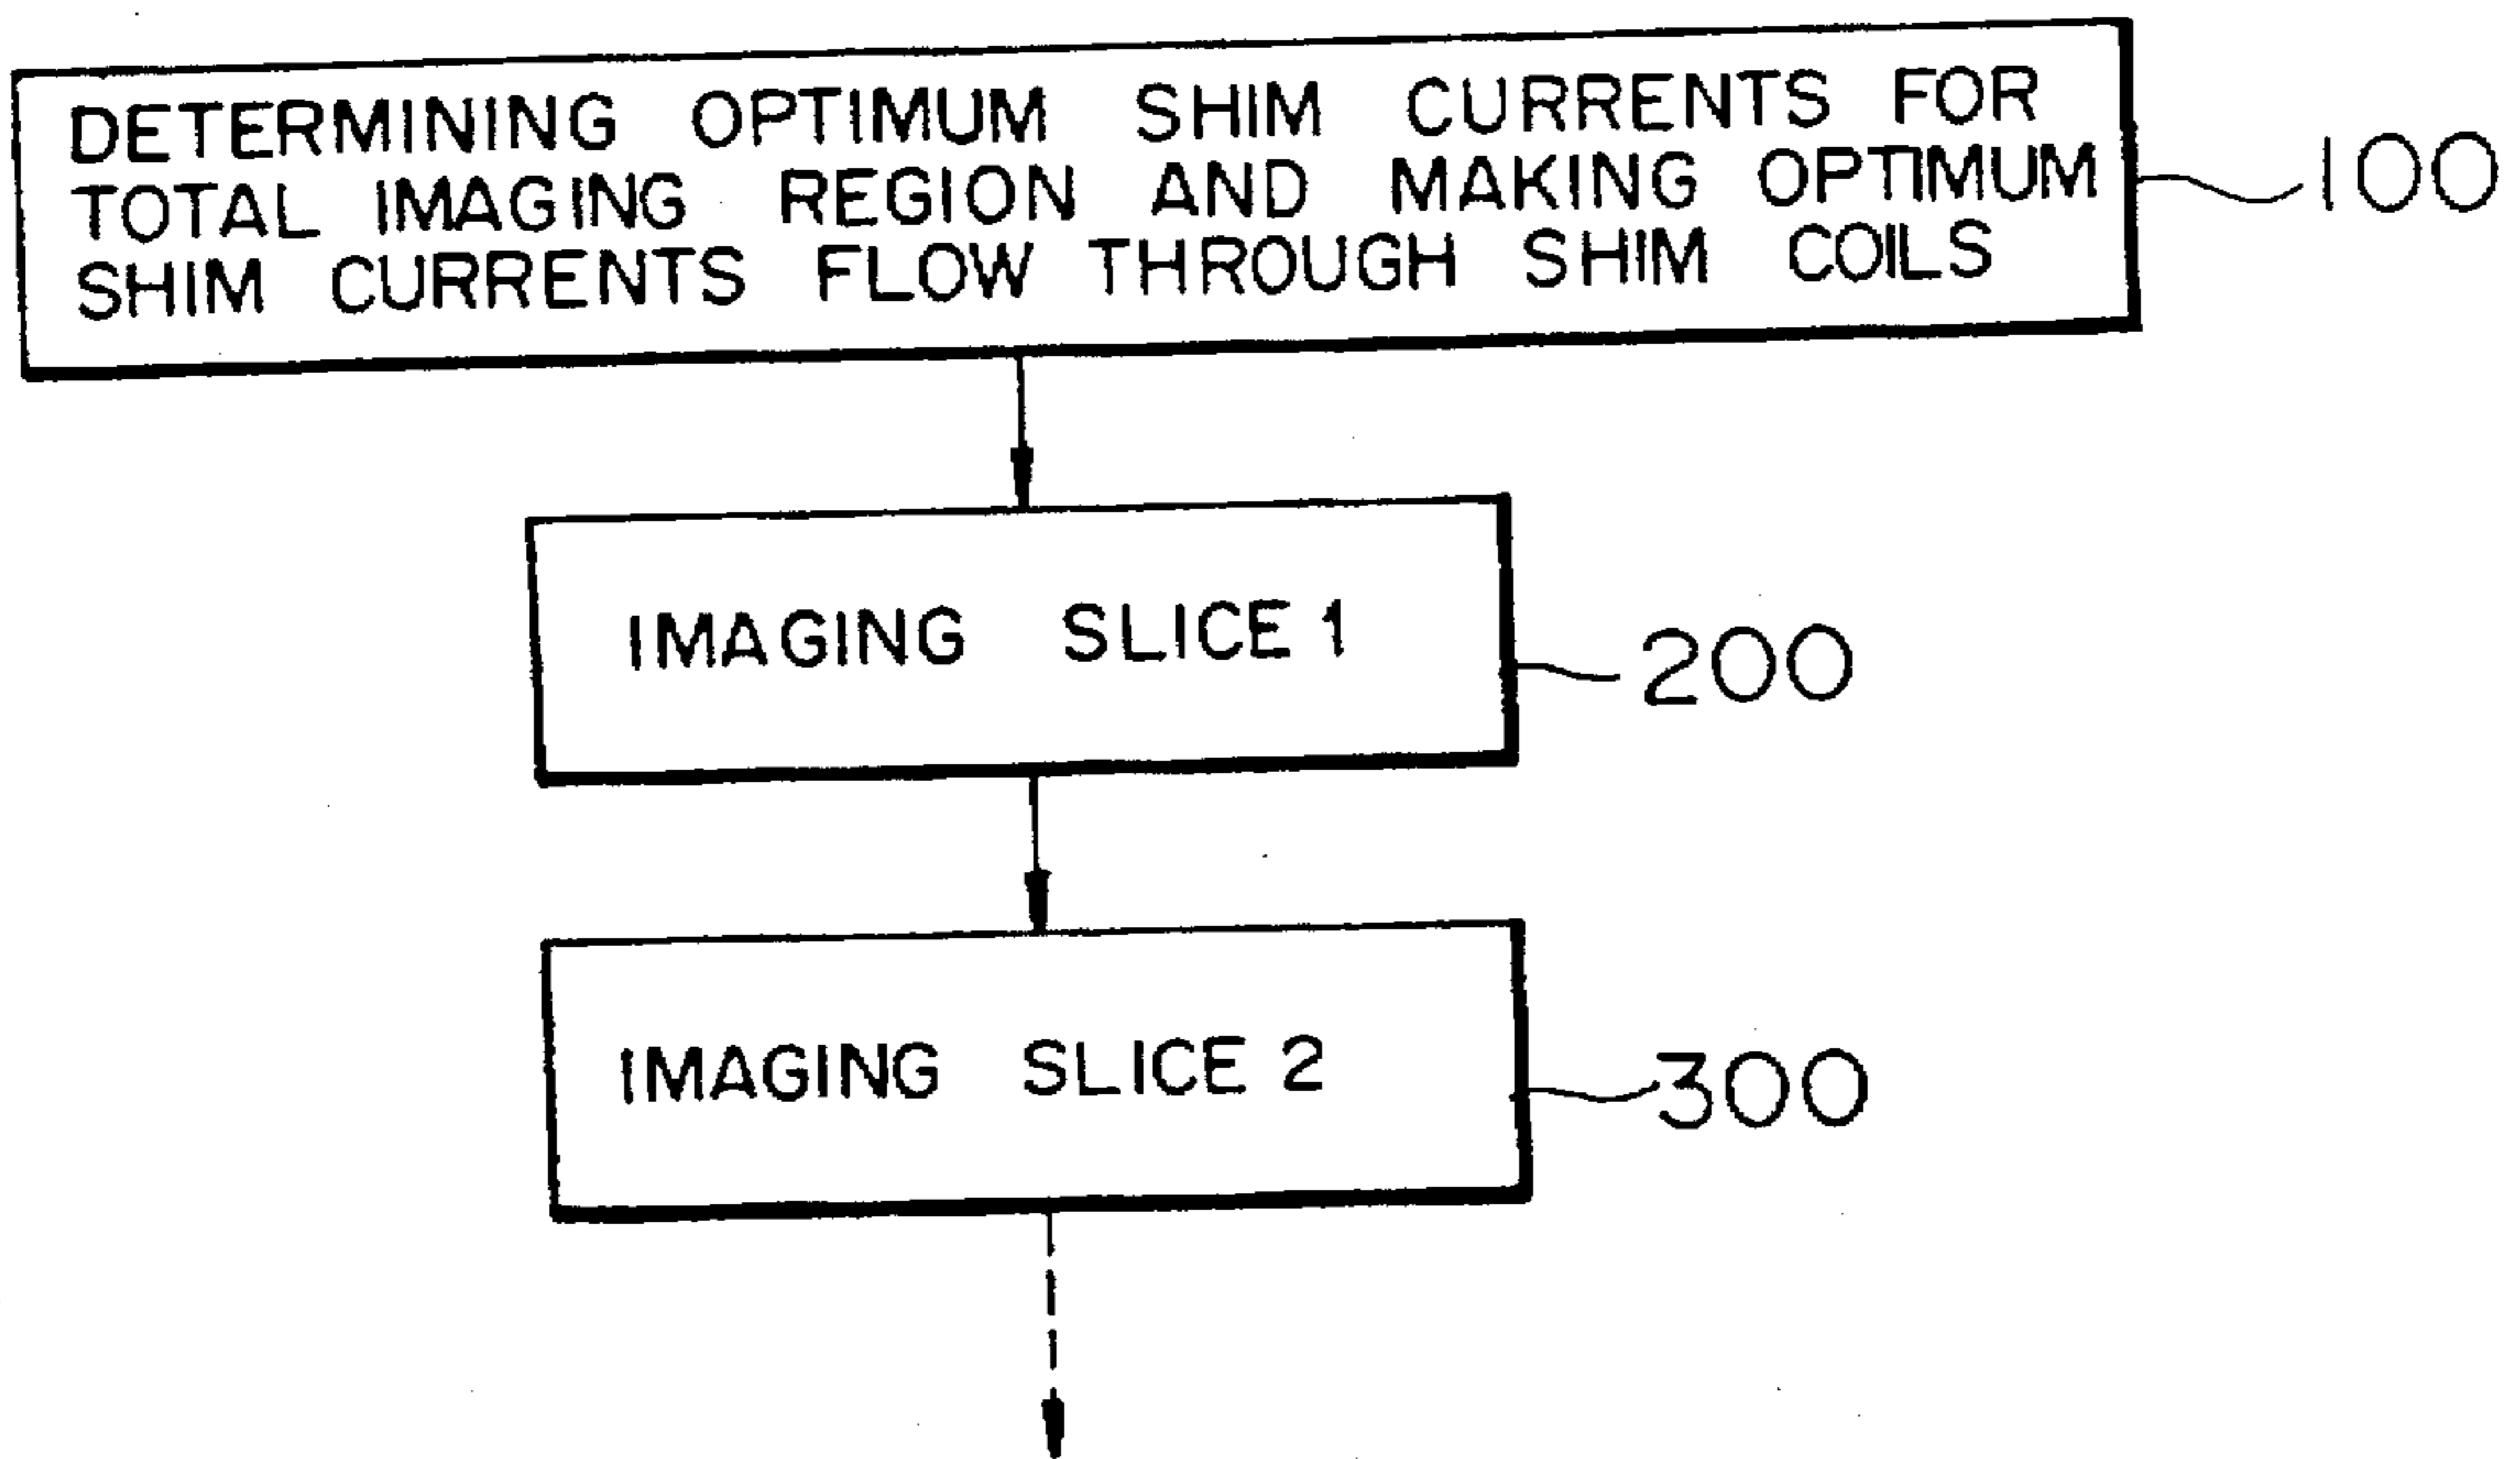 DETERMINING OPTIMUM SHIM CURRENTS FOR
TOTAL IMAGING REGION AND MAKING OPTIMUM
SHIM CURRENTS FLOW THROUGH SHIM COILS
100
IMAGING SLICE 1
200
IMAGING SLICE 2
300